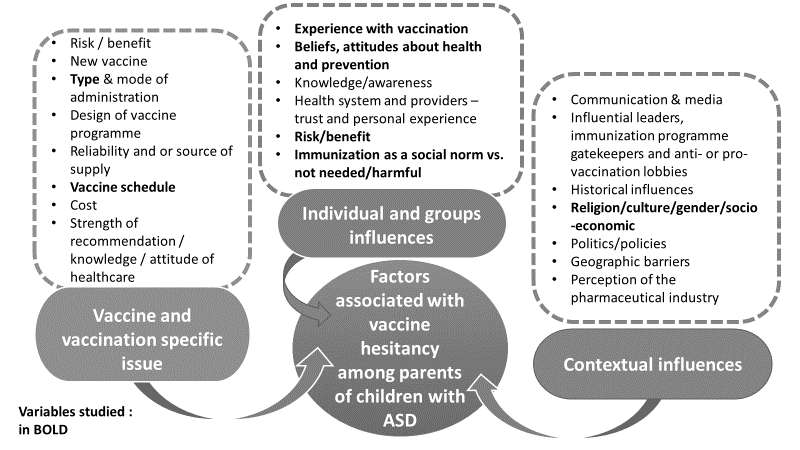 • Risk / benefit
• New vaccine
• Type & mode of
administration
• Design of vaccine
programme
• Reliability and or source of
supply
• Vaccine schedule
• Cost
• Strength of
recommendation /
knowledge / attitude of
healthcare
Vaccine and
vaccination specific
issue
• Experience with vaccination
• Beliefs, attitudes about health
and prevention
• Knowledge/awareness
• Health system and providers –
trust and personal experience
• Risk/benefit
• Immunization as a social norm vs.
not needed/harmful
Individual and groups
influences
• Communication & media
• Influential leaders,
immunization programme
gatekeepers and anti- or pro-
vaccination lobbies
• Historical influences
• Religion/culture/gender/socio
-economic
• Politics/policies
• Geographic barriers
• Perception of the
pharmaceutical industry
Contextual influences
Factors
associated with
vaccine
hesitancy
among parents
of children with
ASD
Variables studied :
in BOLD